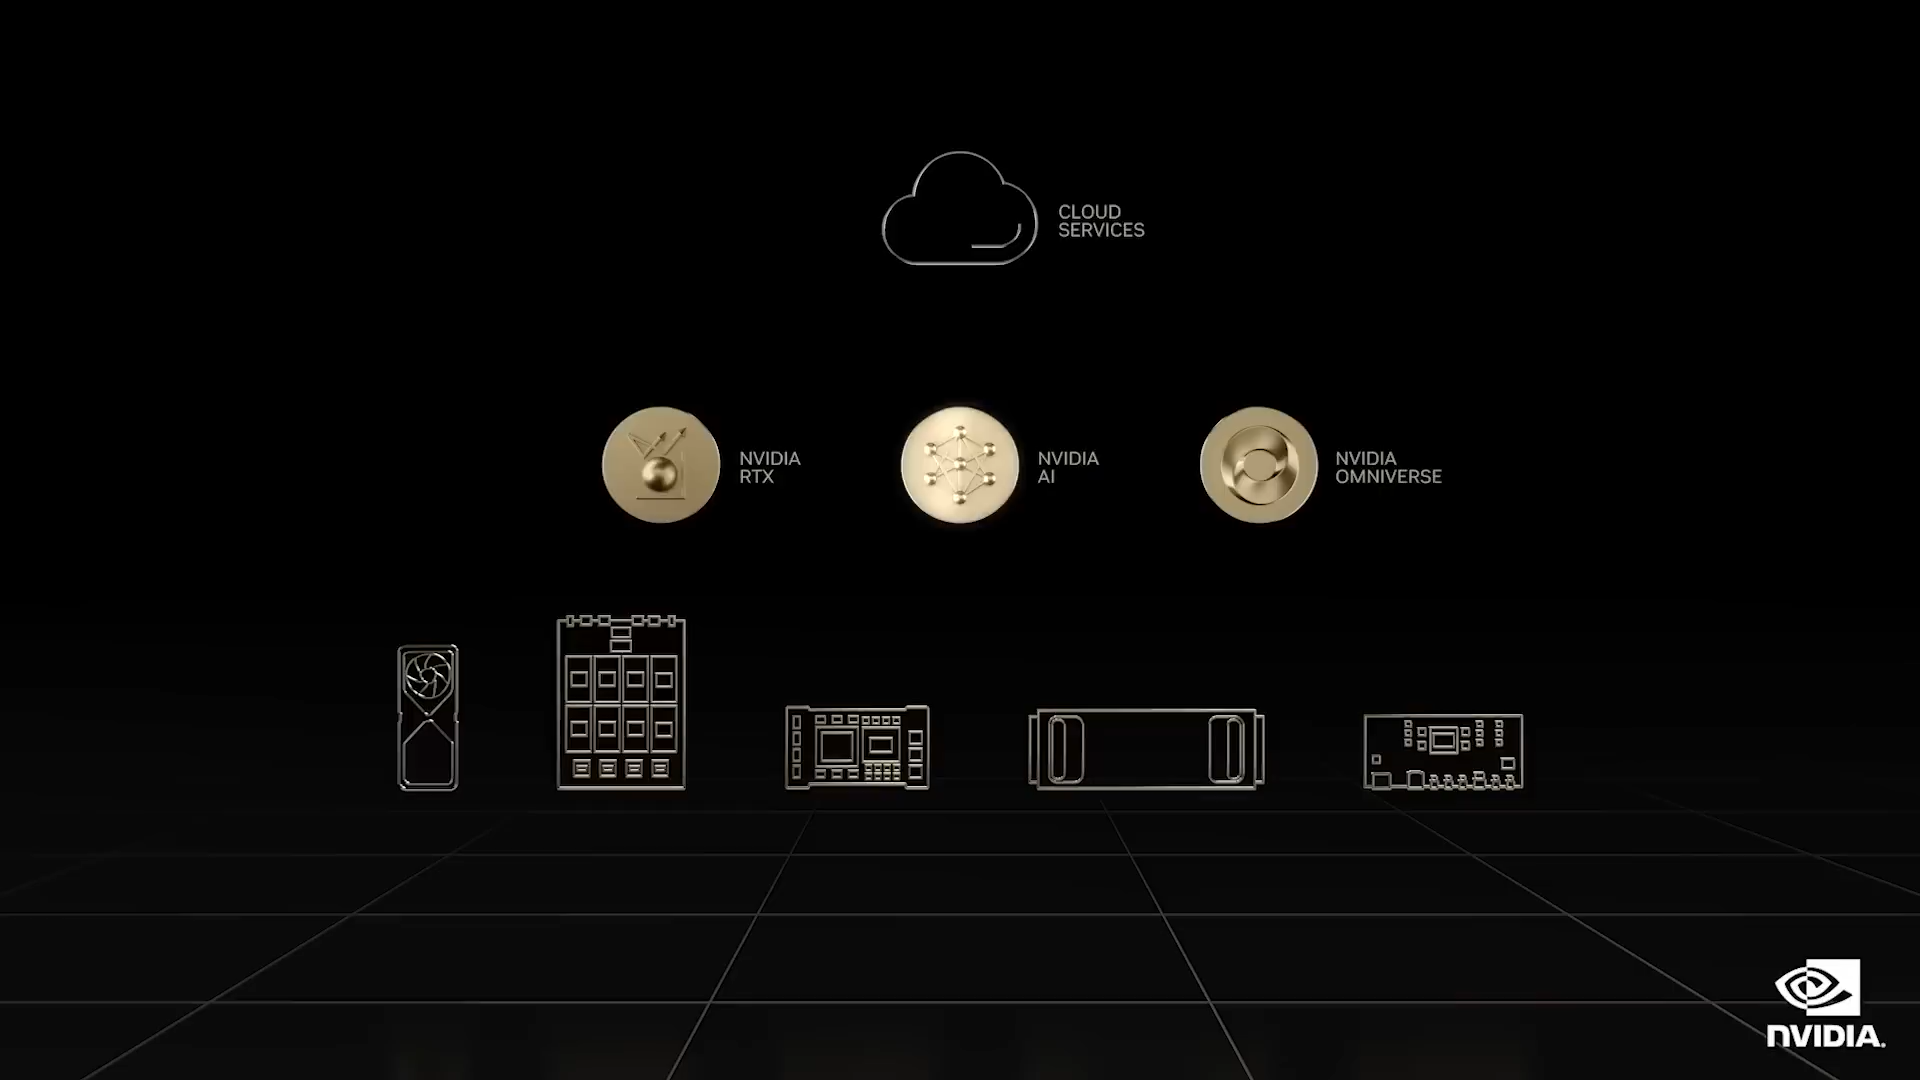 CLOUD
SERVICES
NVIDIA
RTX
NVIDIA
AI
NVIDIA
OMNIVERSE
NVIDIA.